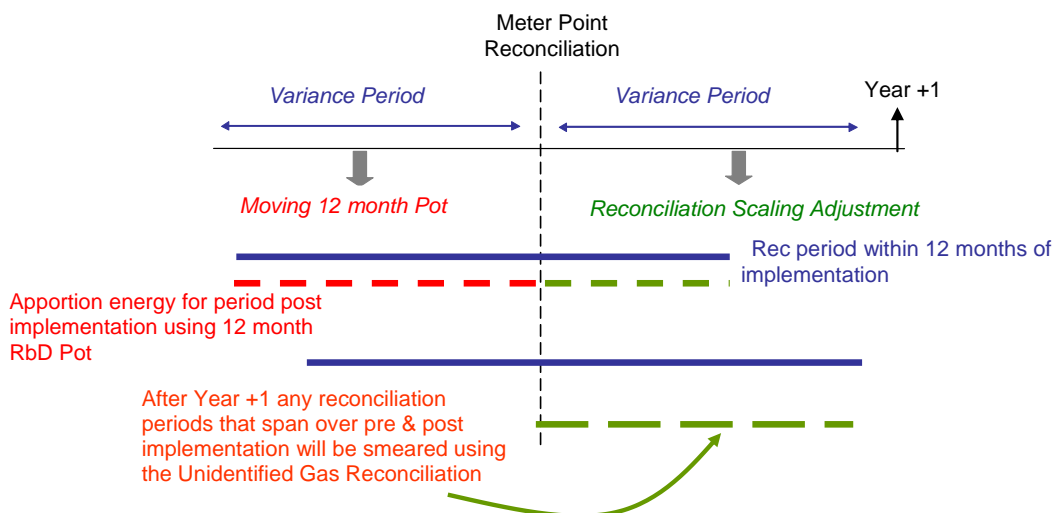 Meter Point
Reconciliation
Variance Period
Variance Period
Year +1
Moving 12 month Pot
Reconciliation Scaling Adjustment
Rec period within 12 months of
implementation
Apportion energy for period post
implementation using 12 month
RbD Pot
After Year +1 any reconciliation
periods that span over pre & post
implementation will be smeared using
the Unidentified Gas Reconciliation